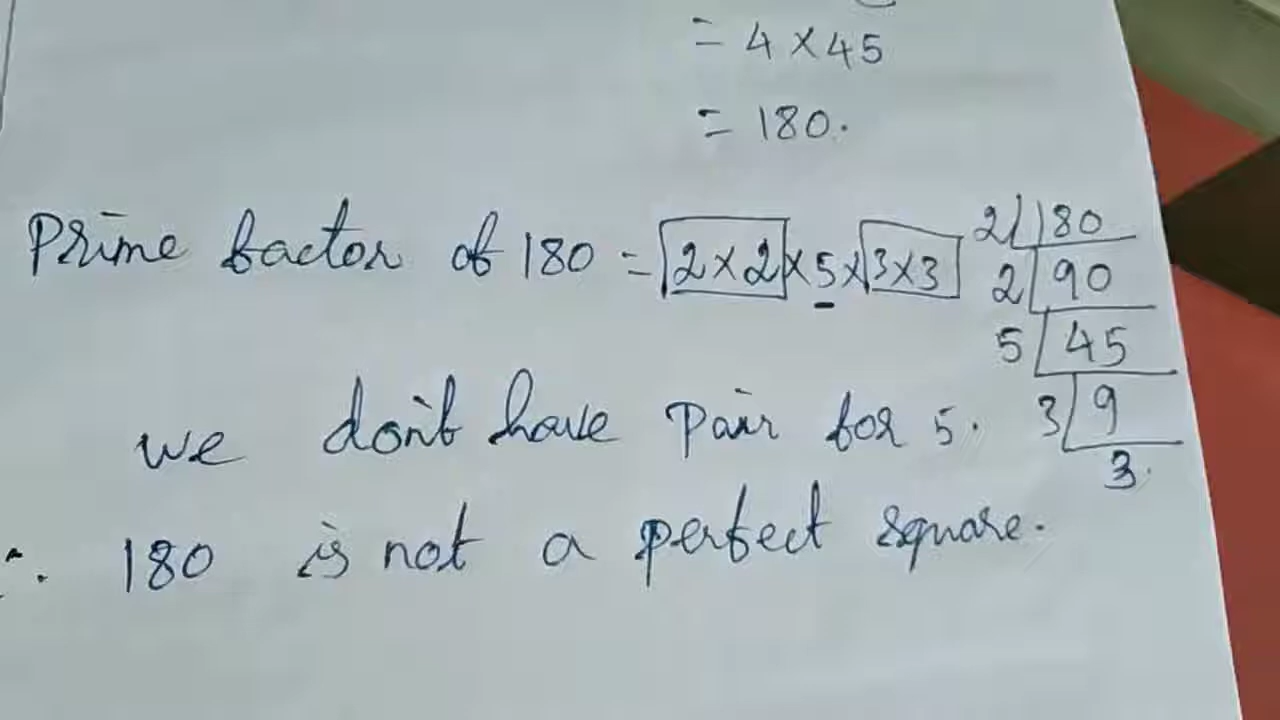 = 4 × 45
= 180.
Prime factor of 180 = 2 × 2 × 5 × 3 × 3
2 180
2 90
5 45
3 9
3.
we don't have pair for 5.
∴ 180 is not a perfect square.